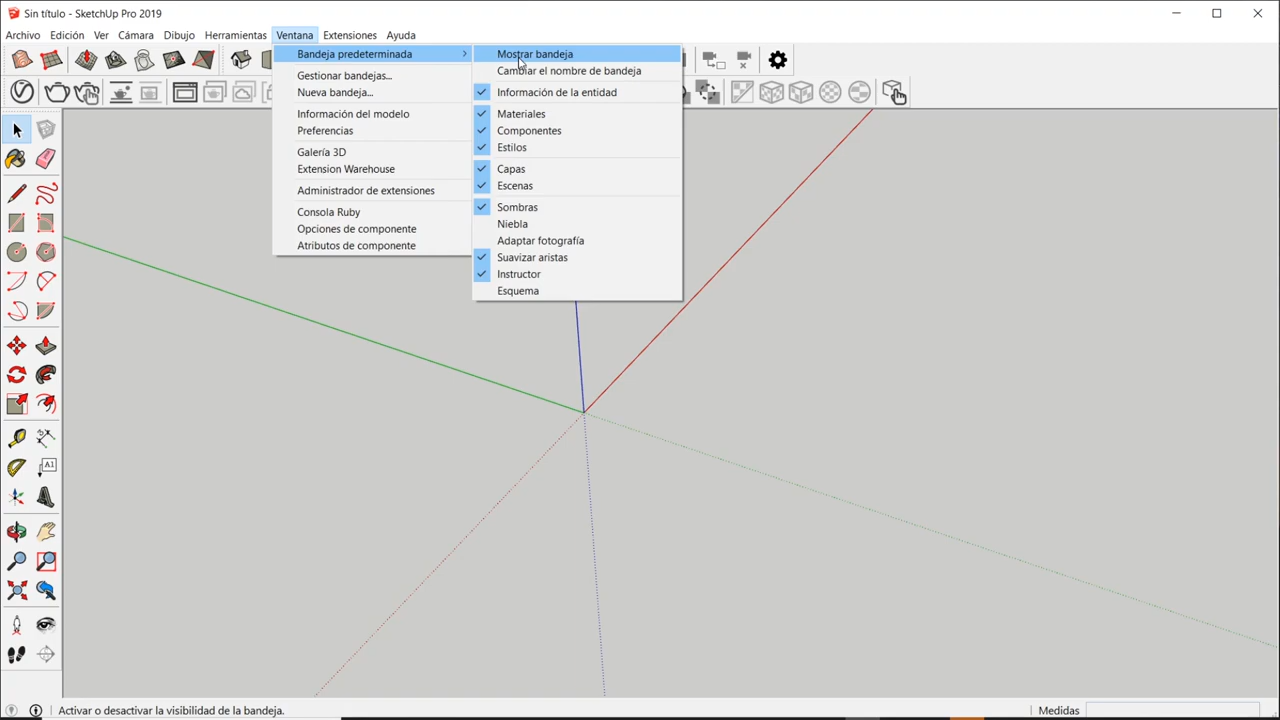 Sin título - SketchUp Pro 2019
Archivo Edición Ver Cámara Dibujo Herramientas Ventana Extensiones Ayuda
Bandeja predeterminada
Gestionar bandejas...
Nueva bandeja...
Información del modelo
Preferencias
Galería 3D
Extension Warehouse
Administrador de extensiones
Consola Ruby
Opciones de componente
Atributos de componente
Mostrar bandeja
Cambiar el nombre de bandeja
Información de la entidad
Materiales
Componentes
Estilos
Capas
Escenas
Sombras
Niebla
Adaptar fotografía
Suavizar aristas
Instructor
Esquema
A1
Activar o desactivar la visibilidad de la bandeja.
Medidas